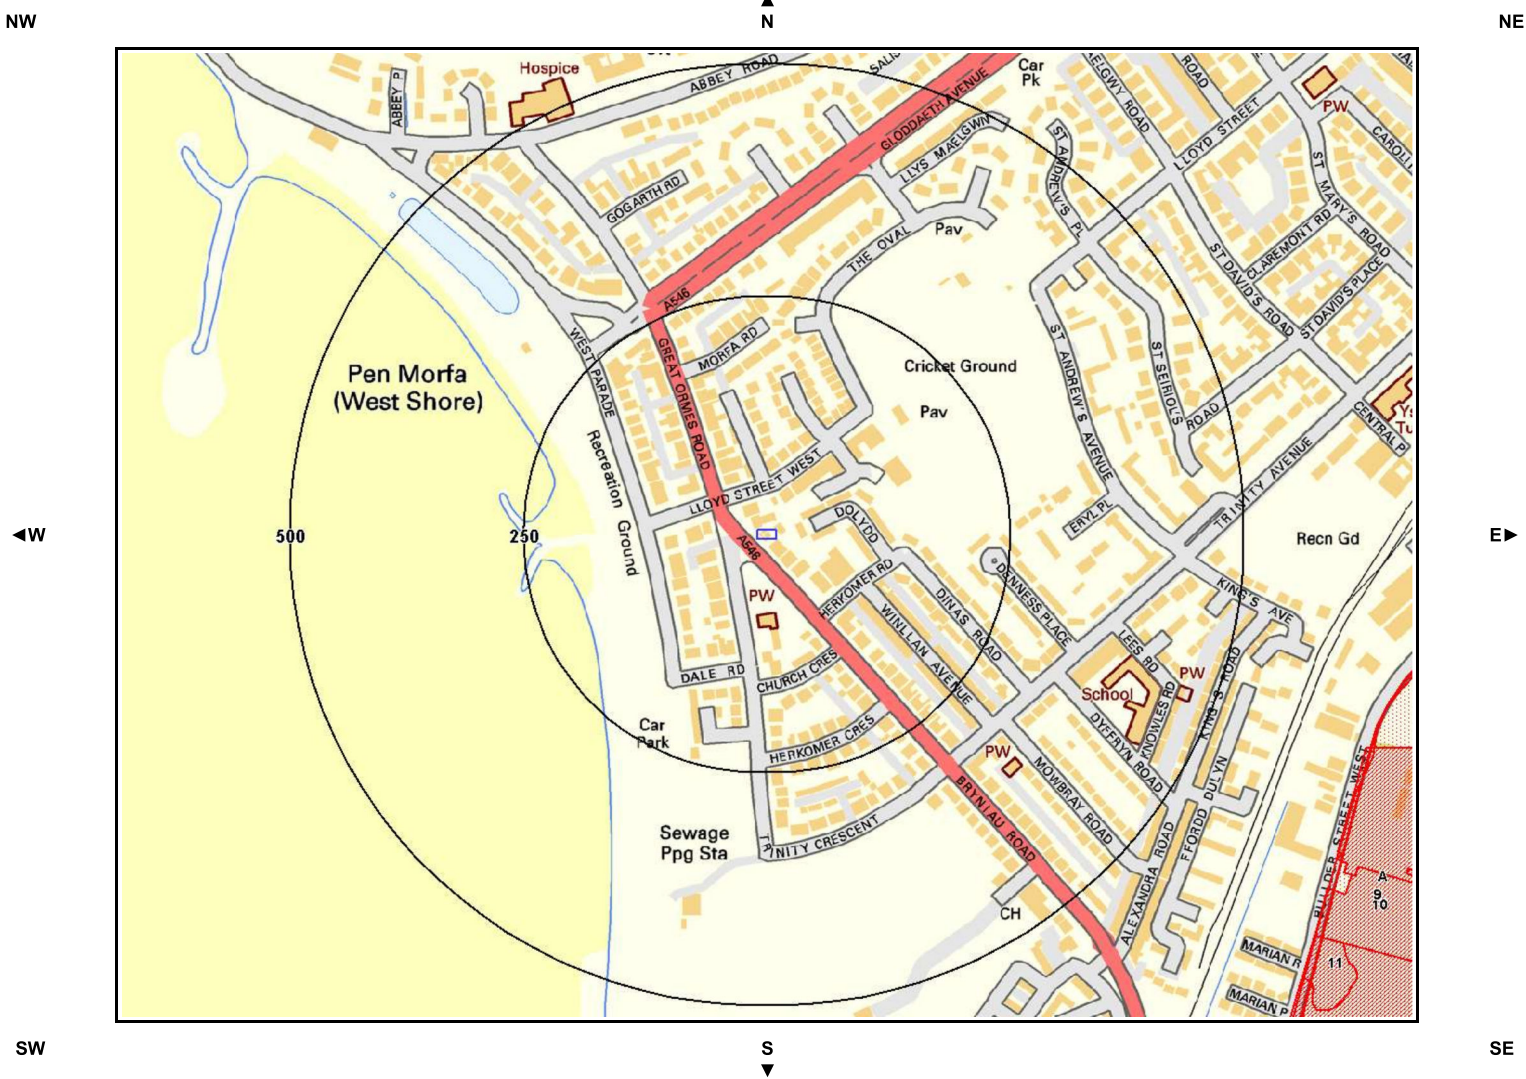 NW
N
NE
Hospice
ABBEY P
ABBEY ROAD
GLODDAETH AVENUE
Car
Pk
ELGWY ROAD
ROAD
LLOYD STREET
PW
CAROLI
LLYS MAELGWN
ST ANDREW'S PL
ST MARY'S ROAD
GOGARTH RD
THE OVAL
Pav
CLAREMONT RD
ST DAVID'S ROAD
ST DAVID'S PLACE
A546
WEST PARADE
GREAT ORMES ROAD
MORFA RD
Cricket Ground
Pav
ST ANDREW'S AVENUE
ST SEIRIOL'S
ROAD
Pen Morfa
(West Shore)
CENTRAL P
Recreation Ground
LLOYD STREET WEST
TRINITY AVENUE
ERYL PL
DOLYDD
W
500
250
A546
Recn Gd
E
HERKOMER RD
DENNESS PLACE
DINAS ROAD
WINLLAN AVENUE
KING'S AVE
PW
LEES RD
KING'S ROAD
PW
School
KNOWLES RD
DALE RD
CHURCH CRES
DYFFRYN ROAD
Car
Park
HERKOMER CRES
PW
MOWBRAY ROAD
FFORDD DULYN
BRYNIAU ROAD
BUILDER STREET WEST
Sewage
Ppg Sta
TRINITY CRESCENT
ALEXANDRA ROAD
A
9
10
CH
MARIAN R
11
MARIAN P
SW
S
SE